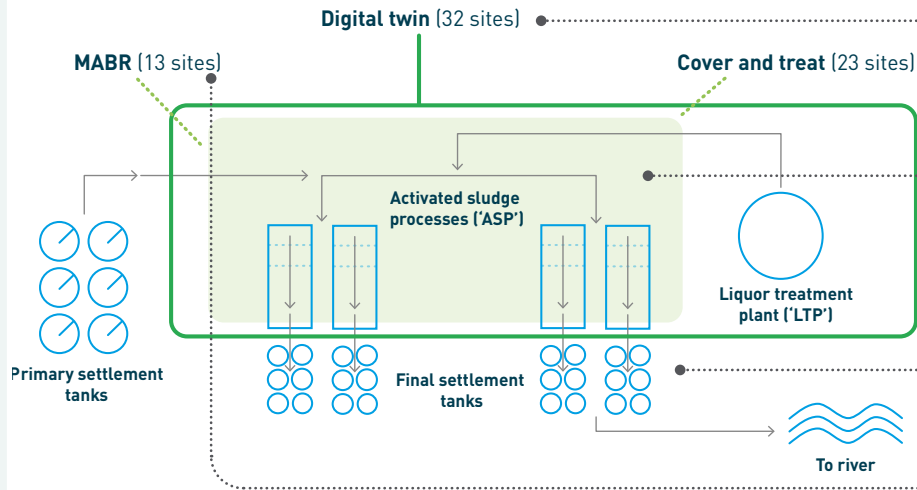 Digital twin (32 sites)
MABR (13 sites)
Cover and treat (23 sites)
Activated sludge
processes (‘ASP’)
Liquor treatment
plant (‘LTP’)
Primary settlement
tanks
Final settlement
tanks
To river